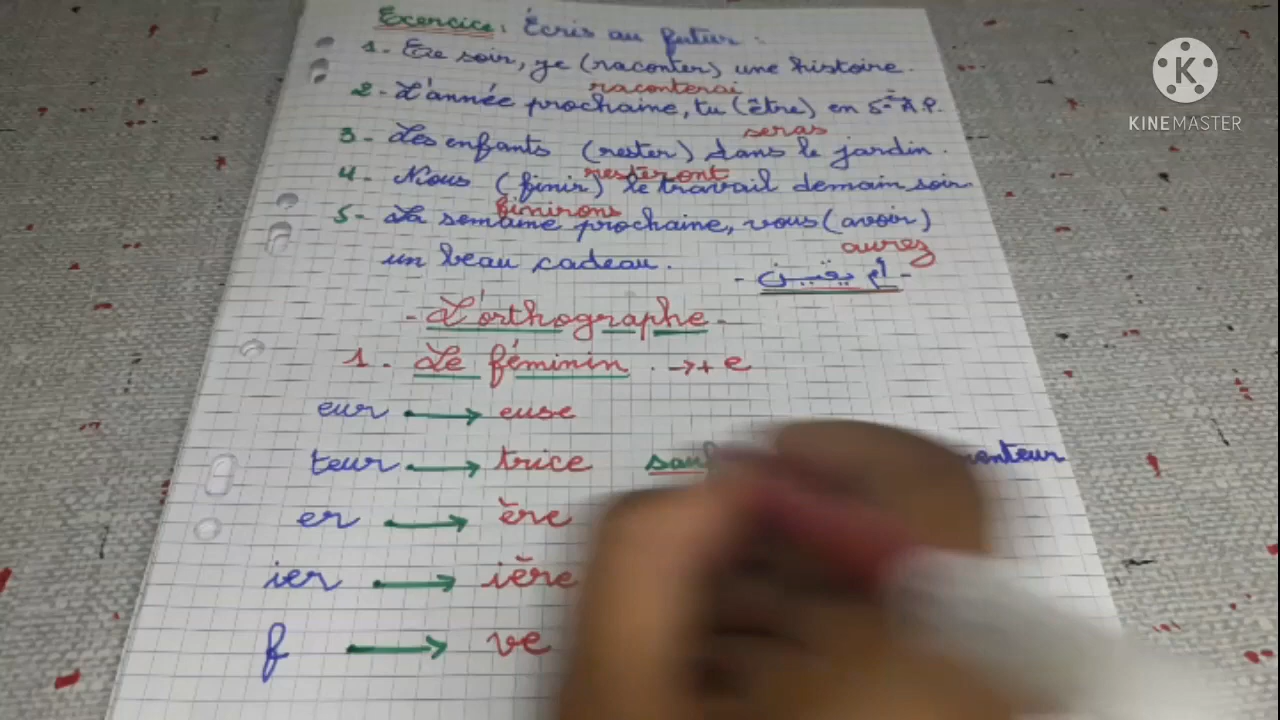 Exercice: Écris au futur:
1- Ce soir, je (raconter) une histoire.
raconterai
2- L'année prochaine, tu (être) en 5ème A.P.
seras
3- Les enfants (rester) dans le jardin.
resteront
4- Nous (finir) le travail demain soir.
finirons
5- La semaine prochaine, vous (avoir)
aurez
un beau cadeau.
- أم يقين -
- L'orthographe -
1. Le féminin → + e
eur → euse
teur → trice sauf
er → ère
ier → ière
f → ve
KINEMASTER